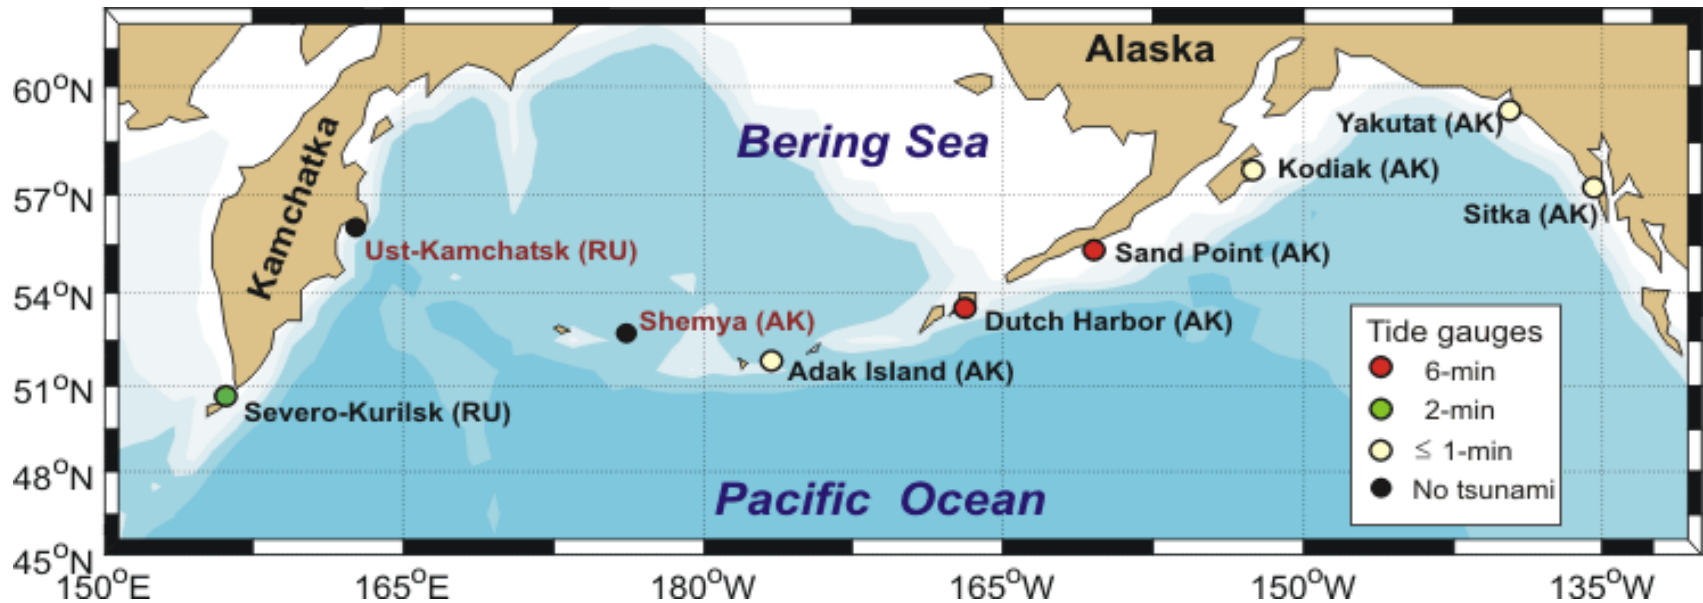 Alaska
60°N
Bering Sea
Yakutat (AK)
Kamchatka
Kodiak (AK)
57°N
Sitka (AK)
Ust-Kamchatsk (RU)
Sand Point (AK)
54°N
Shemya (AK)
Dutch Harbor (AK)
Tide gauges
6-min
2-min
≤ 1-min
No tsunami
Adak Island (AK)
51°N
Severo-Kurilsk (RU)
48°N
Pacific Ocean
45°N
150°E 165°E 180°W 165°W 150°W 135°W